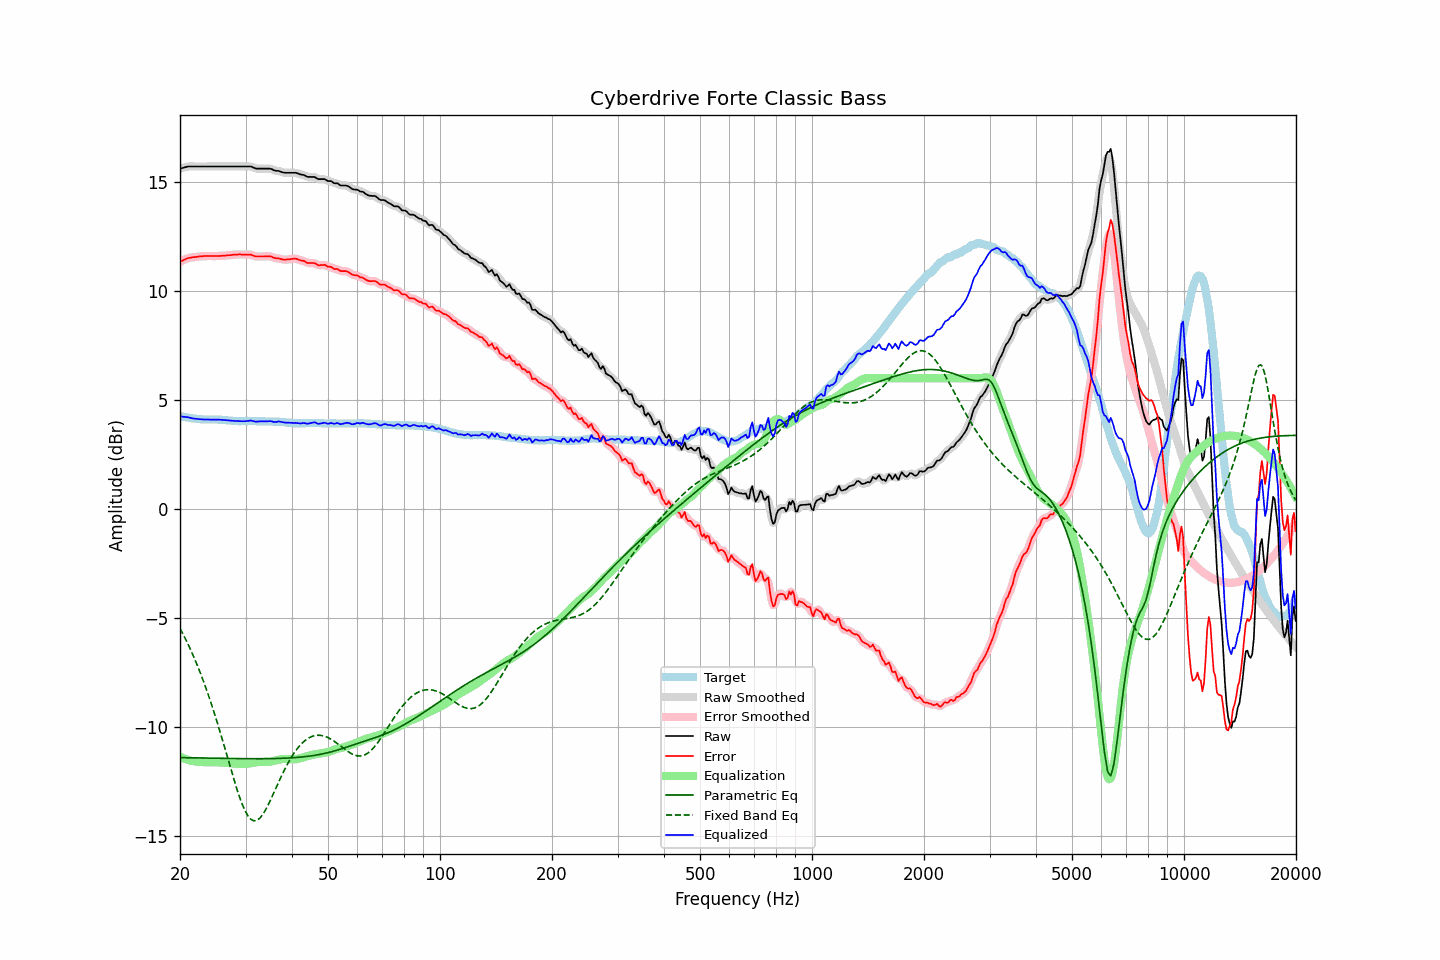 Cyberdrive Forte Classic Bass
Amplitude (dBr)
15
10
5
0
−5
−10
−15
Target
Raw Smoothed
Error Smoothed
Raw
Error
Equalization
Parametric Eq
Fixed Band Eq
Equalized
20 50 100 200 500 1000 2000 5000 10000 20000
Frequency (Hz)